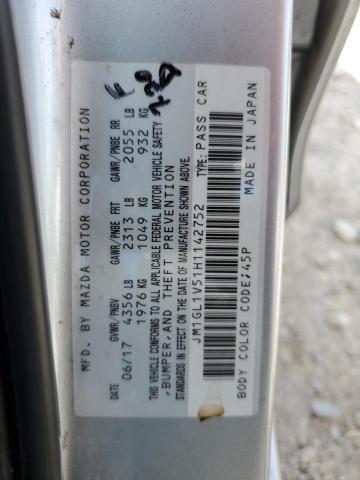 MFD. BY MAZDA MOTOR CORPORATION
DATE GVWR/PNBV GAWR/PNBE FRT GAWR/PNBE RR
06/17 4356 LB 2313 LB 2055 LB
1976 KG 1049 KG 932 KG
THIS VEHICLE CONFORMS TO ALL APPLICABLE FEDERAL MOTOR VEHICLE SAFETY
, BUMPER, AND THEFT PREVENTION
STANDARDS IN EFFECT ON THE DATE OF MANUFACTURE SHOWN ABOVE.
JM1GL1V51H1142752 TYPE: PASS CAR
BODY COLOR CODE/45P MADE IN JAPAN